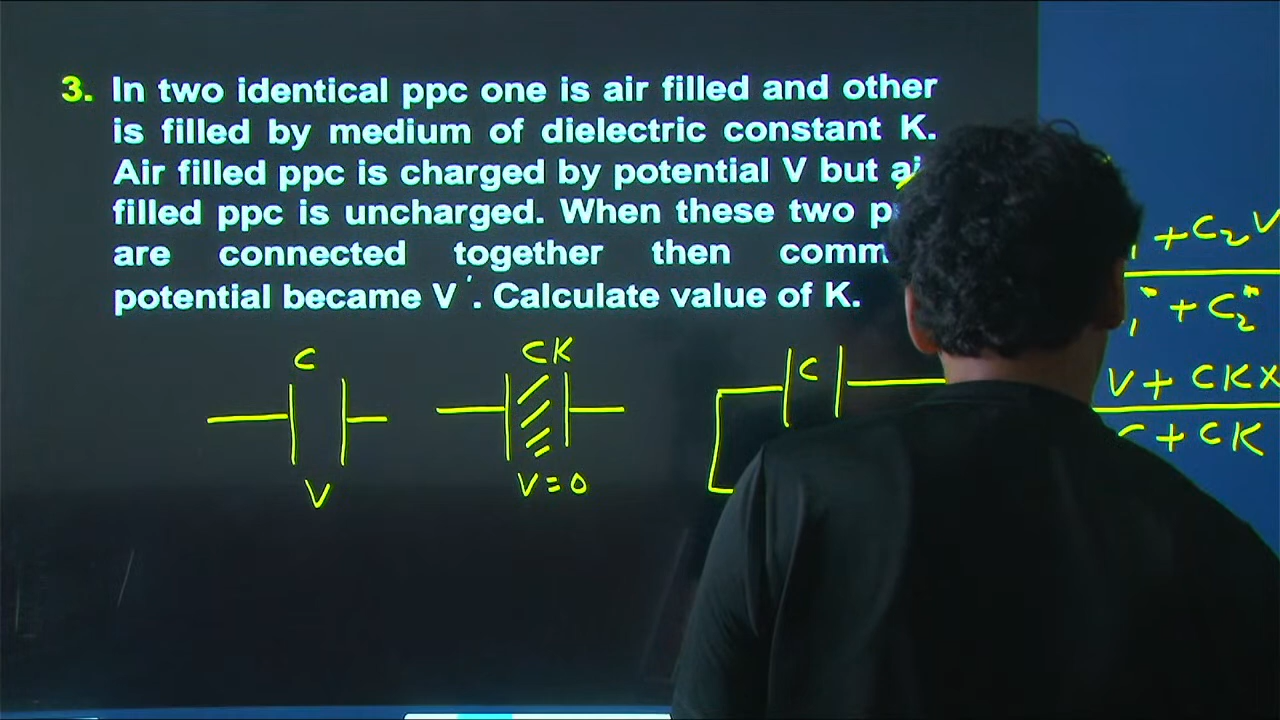 3. In two identical ppc one is air filled and other
is filled by medium of dielectric constant K.
Air filled ppc is charged by potential V but
filled ppc is uncharged. When these two
are connected together then
potential became V '. Calculate value of K.
C
CK
C
V
V = 0
+ C₂ V
+ C₂*
V + CK×
C + CK